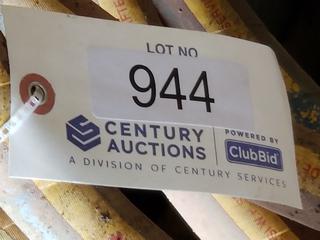 LOT NO
944
CENTURY
AUCTIONS
POWERED BY
ClubBid
A DIVISION OF CENTURY SERVICES